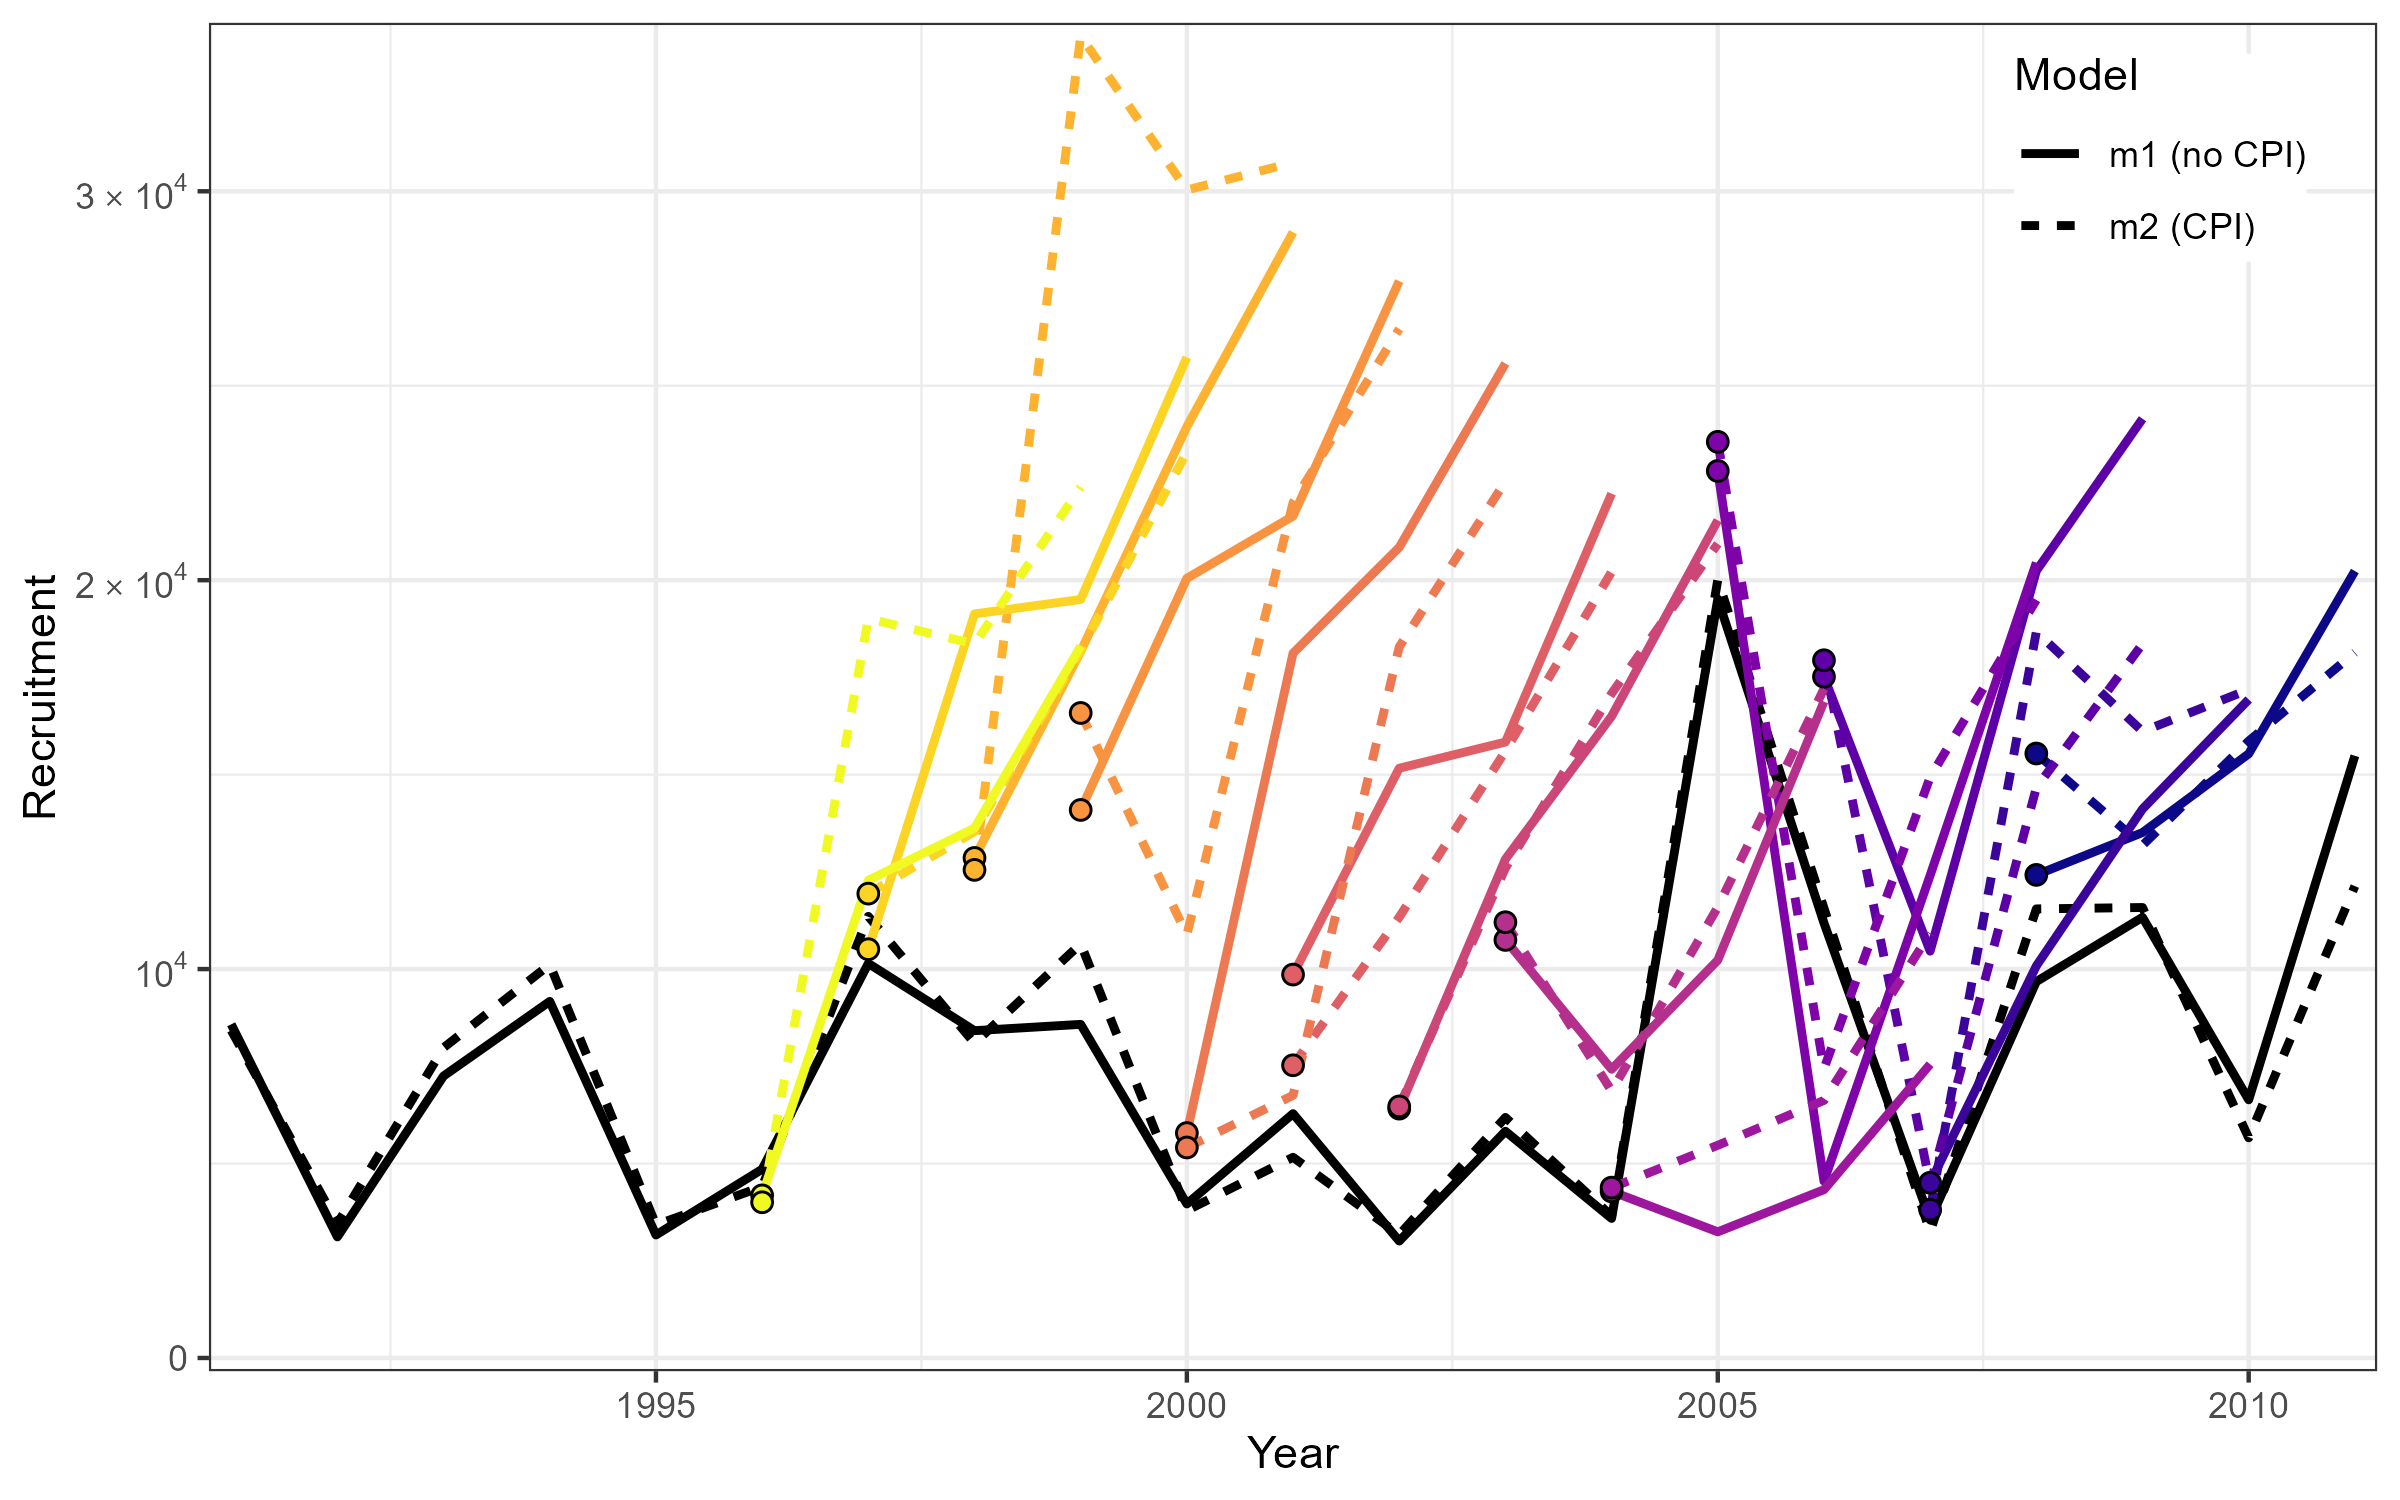 Model
m1 (no CPI)
m2 (CPI)
Recruitment
3 × 10⁴
2 × 10⁴
10⁴
0
1995
2000
2005
2010
Year